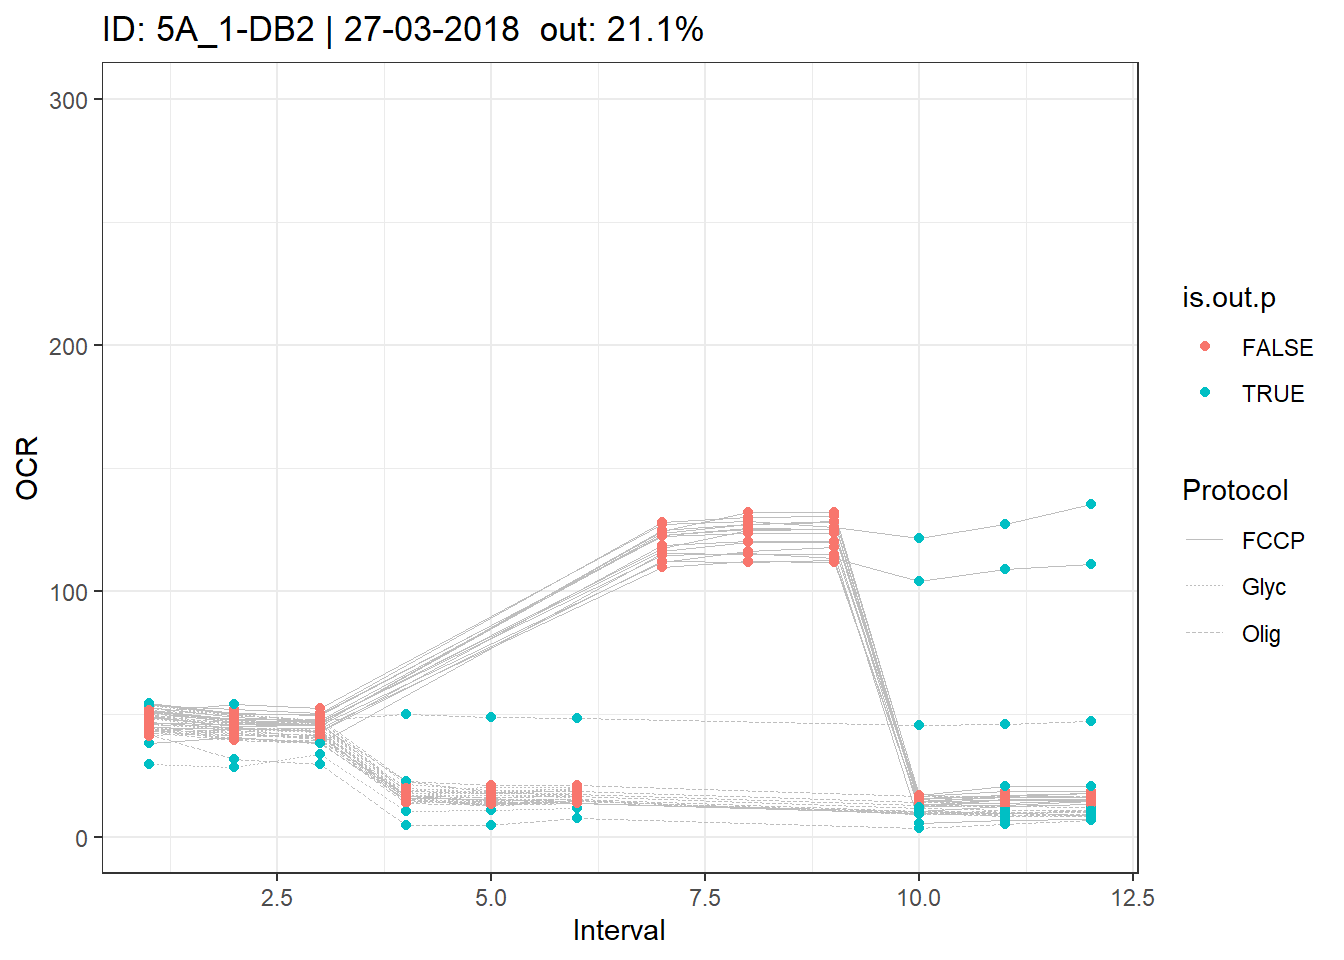 ID: 5A_1-DB2 | 27-03-2018  out: 21.1%
300
200
100
0
OCR
2.5
5.0
7.5
10.0
12.5
Interval
is.out.p
FALSE
TRUE
Protocol
FCCP
Glyc
Olig